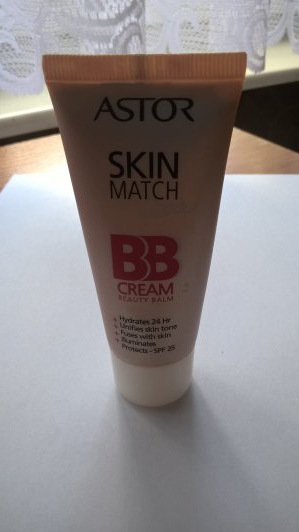 ASTOR
SKIN
MATCH
BB
CREAM
BEAUTY BALM
Hydrates 24 Hr
Unifies skin tone
Fuses with skin
Illuminates
Protects - SPF 25